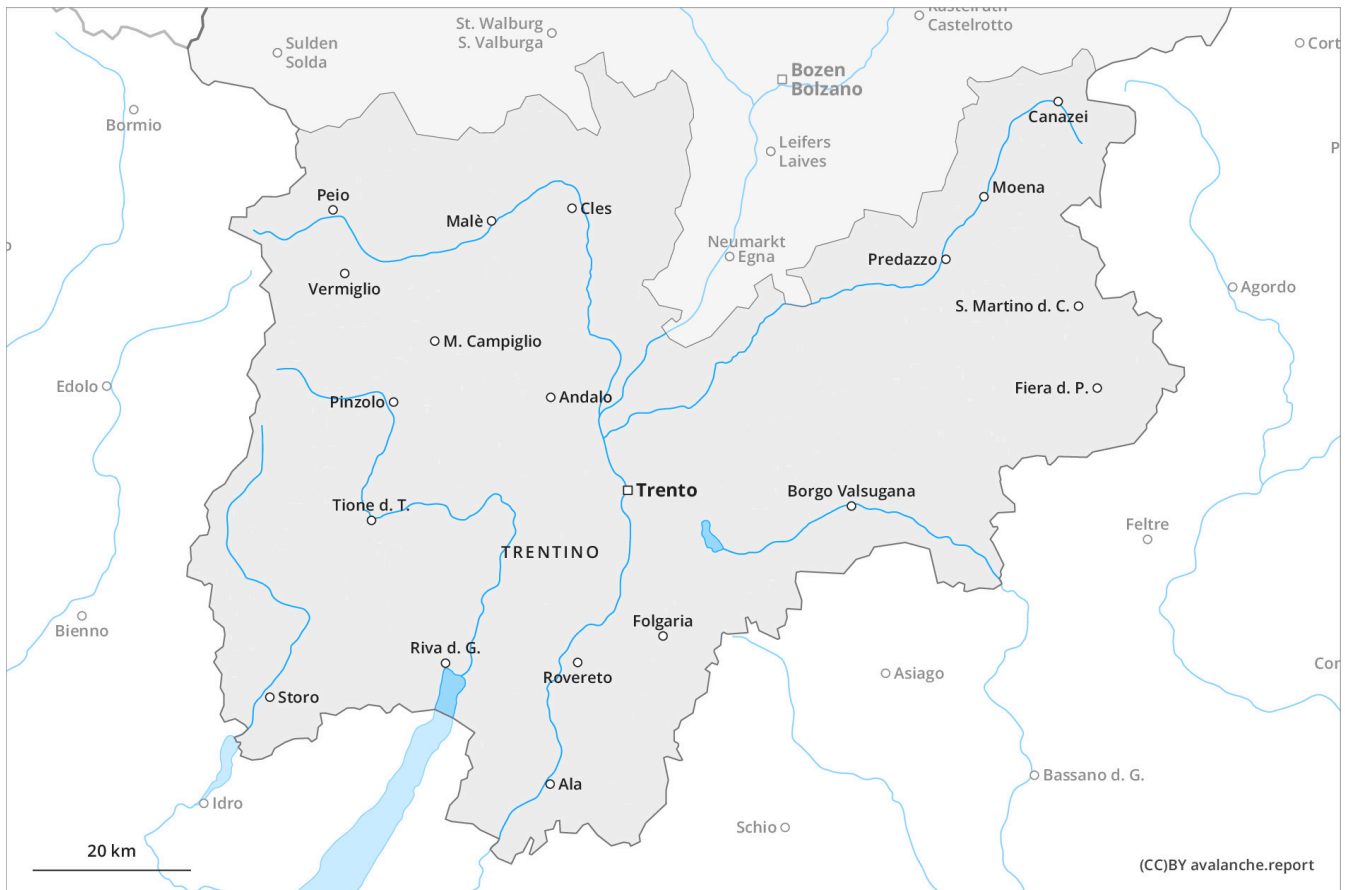 Castelrotto
St. Walburg
S. Valburga
Sulden
Solda
Cort
Bozen
Bolzano
Bormio
Canazei
Leifers
Laives
P
Moena
Peio
Malè
Cles
Neumarkt
Egna
Predazzo
Vermiglio
Agordo
S. Martino d. C.
M. Campiglio
Edolo
Fiera d. P.
Pinzolo
Andalo
Trento
Borgo Valsugana
Tione d. T.
Feltre
TRENTINO
Folgaria
Bienno
Riva d. G.
Rovereto
Asiago
Storo
Ala
Bassano d. G.
Idro
Schio
20 km
(CC)BY avalanche.report